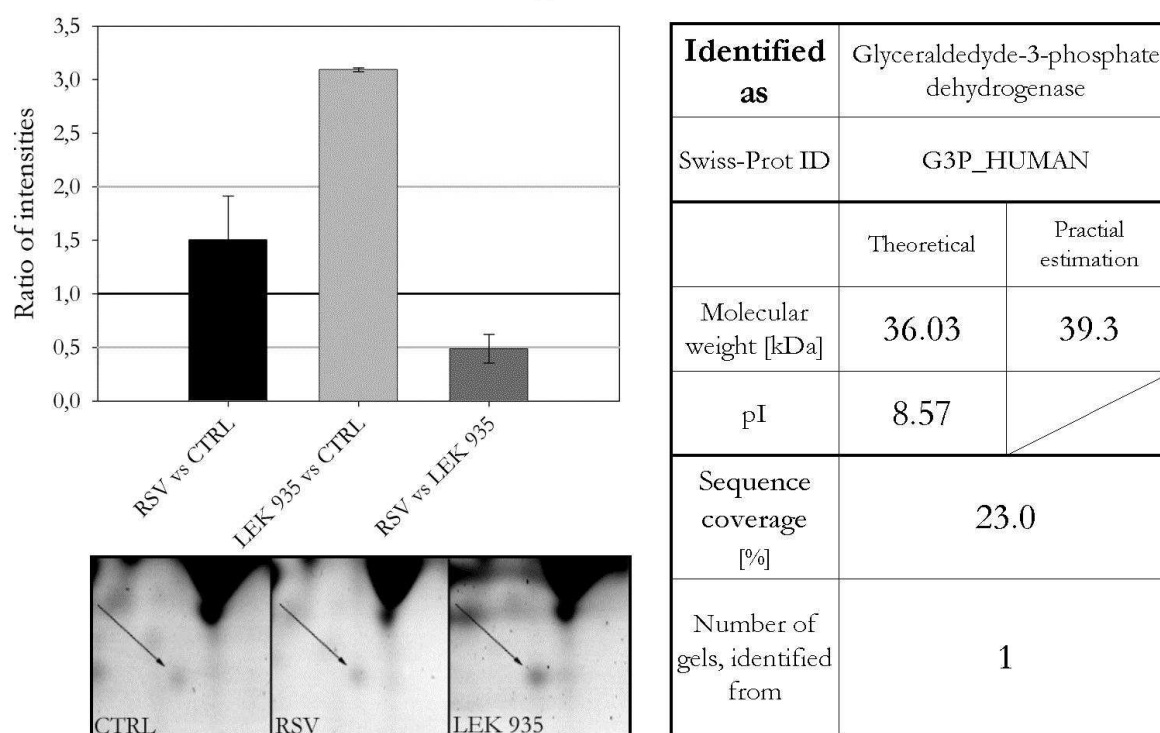 Ratio of intensities
3,5
3,0
2,5
2,0
1,5
1,0
0,5
0,0
RSV vs CTRL
LEK 935 vs CTRL
RSV vs LEK 935
CTRL
RSV
LEK 935
Identified
as
Glyceraldedyde-3-phosphate
dehydrogenase
Swiss-Prot ID
G3P_HUMAN
Theoretical
Practial
estimation
Molecular
weight [kDa]
36.03
39.3
pI
8.57
Sequence
coverage
[%]
23.0
Number of
gels, identified
from
1